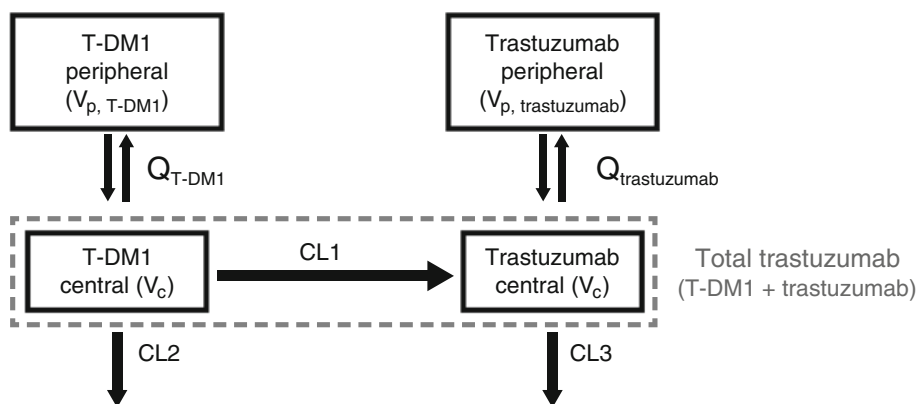 T-DM1
peripheral
(Vp, T-DM1)
Trastuzumab
peripheral
(Vp, trastuzumab)
QT-DM1
Qtrastuzumab
T-DM1
central (Vc)
CL1
Trastuzumab
central (Vc)
Total trastuzumab
(T-DM1 + trastuzumab)
CL2
CL3